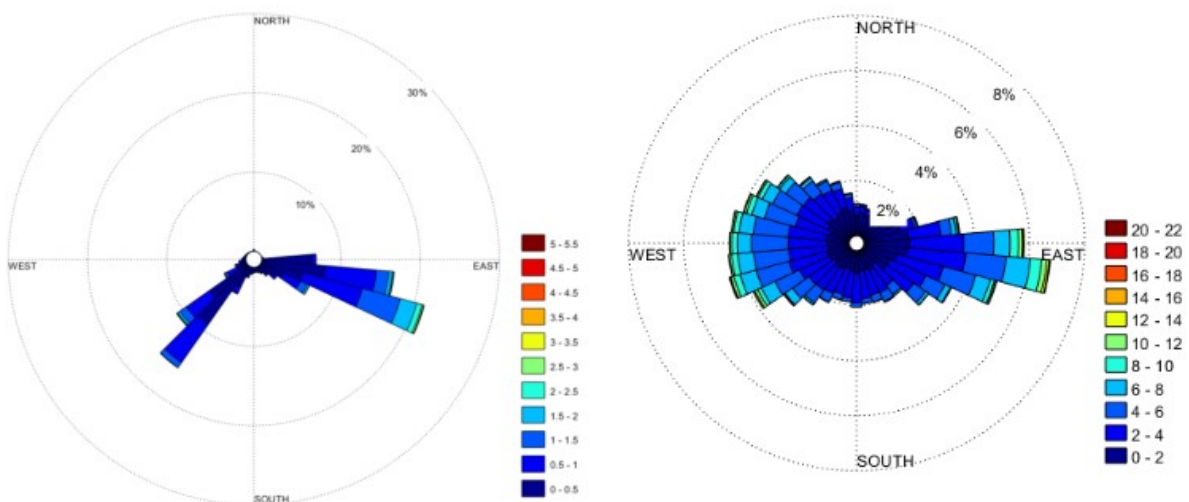 NORTH
30%
20%
10%
WEST
EAST
SOUTH
5 - 5.5
4.5 - 5
4 - 4.5
3.5 - 4
3 - 3.5
2.5 - 3
2 - 2.5
1.5 - 2
1 - 1.5
0.5 - 1
0 - 0.5
NORTH
8%
6%
4%
2%
WEST
EAST
SOUTH
20 - 22
18 - 20
16 - 18
14 - 16
12 - 14
10 - 12
8 - 10
6 - 8
4 - 6
2 - 4
0 - 2